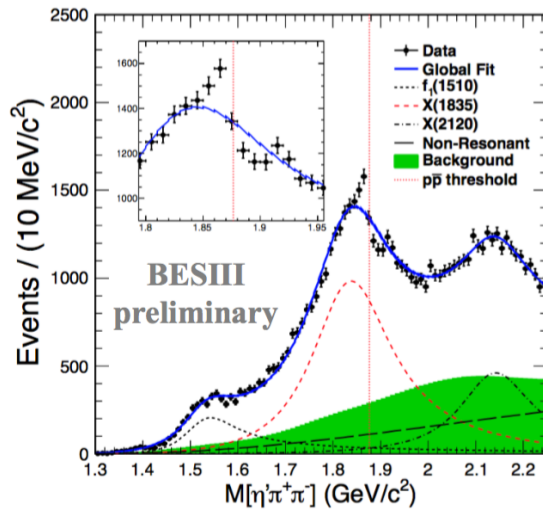 2500
2000
1500
1000
500
0
Events / (10 MeV/c²)
1600
1400
1200
1000
1.8 1.85 1.9 1.95
Data
Global Fit
f₁(1510)
X(1835)
X(2120)
Non-Resonant
Background
pp̄ threshold
BESIII
preliminary
1.3 1.4 1.5 1.6 1.7 1.8 1.9 2 2.1 2.2
M[η'π⁺π⁻] (GeV/c²)